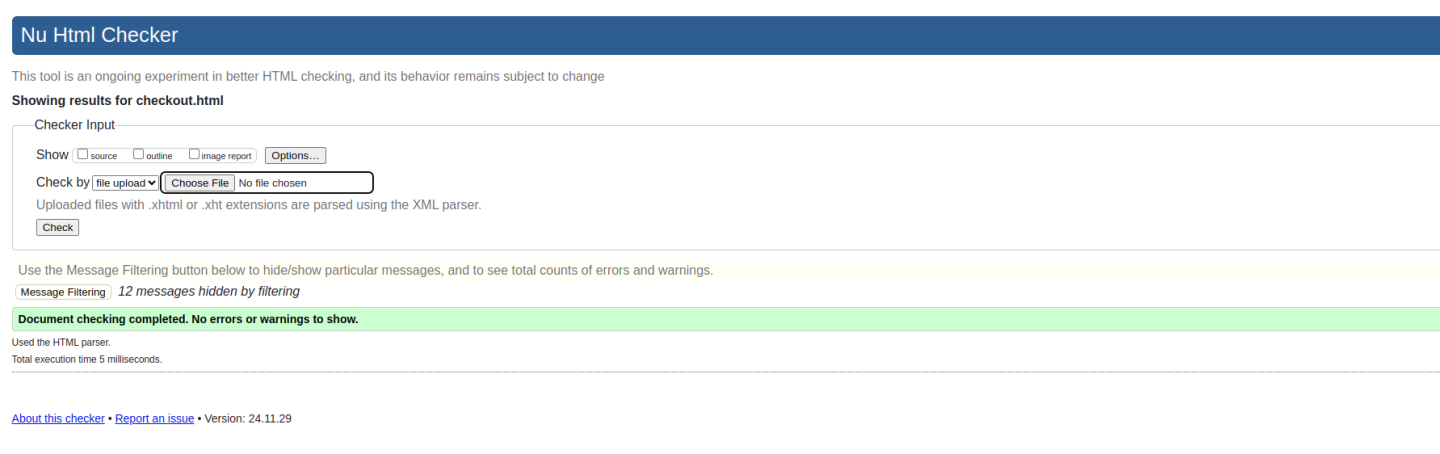 Nu Html Checker
This tool is an ongoing experiment in better HTML checking, and its behavior remains subject to change
Showing results for checkout.html
Checker Input
Show source outline image report Options...
Check by file upload Choose File No file chosen
Uploaded files with .xhtml or .xht extensions are parsed using the XML parser.
Check
Use the Message Filtering button below to hide/show particular messages, and to see total counts of errors and warnings.
Message Filtering 12 messages hidden by filtering
Document checking completed. No errors or warnings to show.
Used the HTML parser.
Total execution time 5 milliseconds.
About this checker • Report an issue • Version: 24.11.29